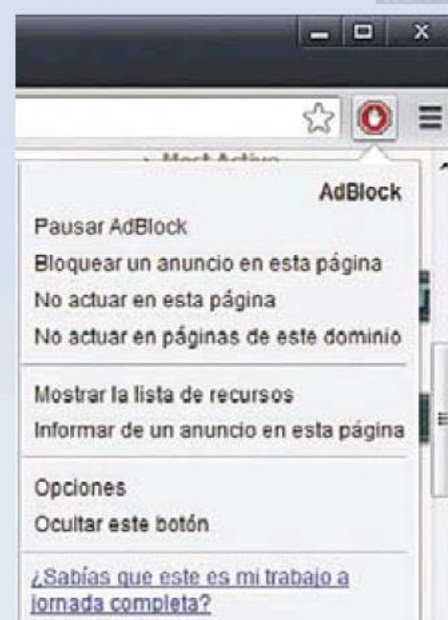 Most Active
AdBlock
Pausar AdBlock
Bloquear un anuncio en esta página
No actuar en esta página
No actuar en páginas de este dominio
Mostrar la lista de recursos
Informar de un anuncio en esta página
Opciones
Ocultar este botón
¿Sabías que este es mi trabajo a
jornada completa?